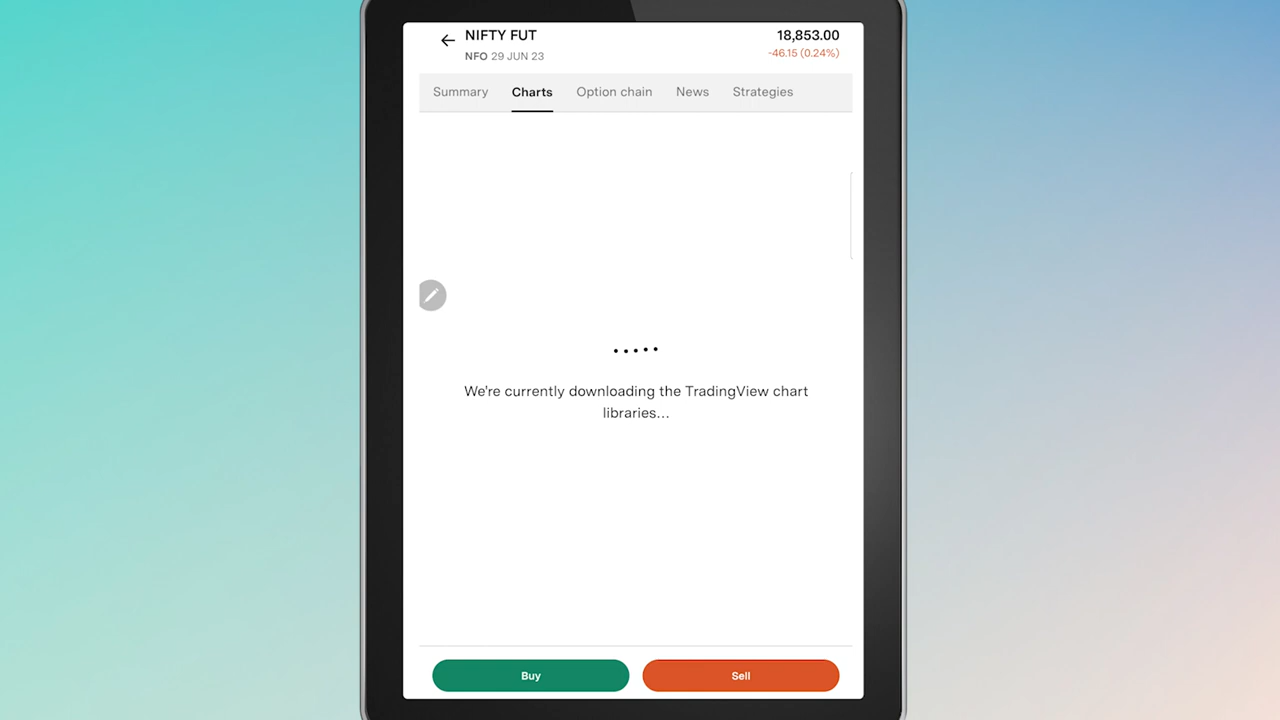 NIFTY FUT
18,853.00
NFO 29 JUN 23
-46.15 (0.24%)
Summary
Charts
Option chain
News
Strategies
We're currently downloading the TradingView chart
libraries...
Buy
Sell